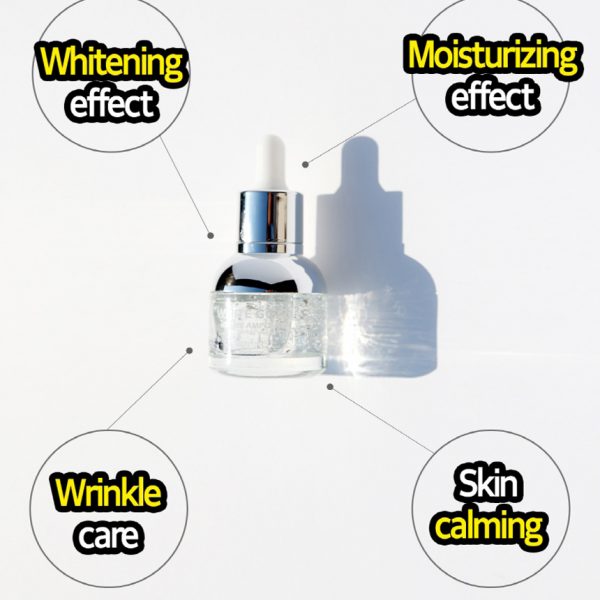 Whitening
effect
Moisturizing
effect
Wrinkle
care
Skin
calming